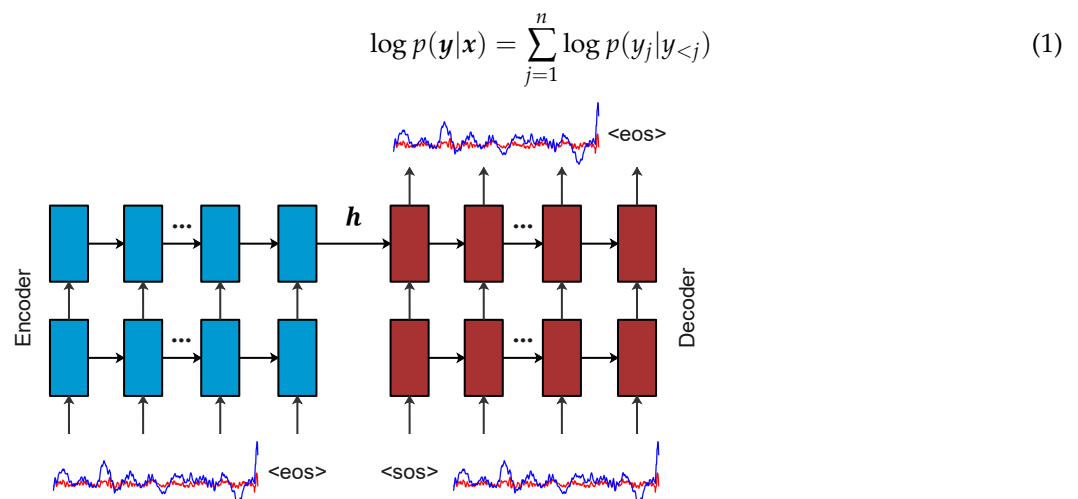 log p(y|x) = ∑_{j=1}^{n} log p(y_j|y_{<j}) (1)
<eos>
... h ...
Encoder
Decoder
... ...
<eos> <sos>